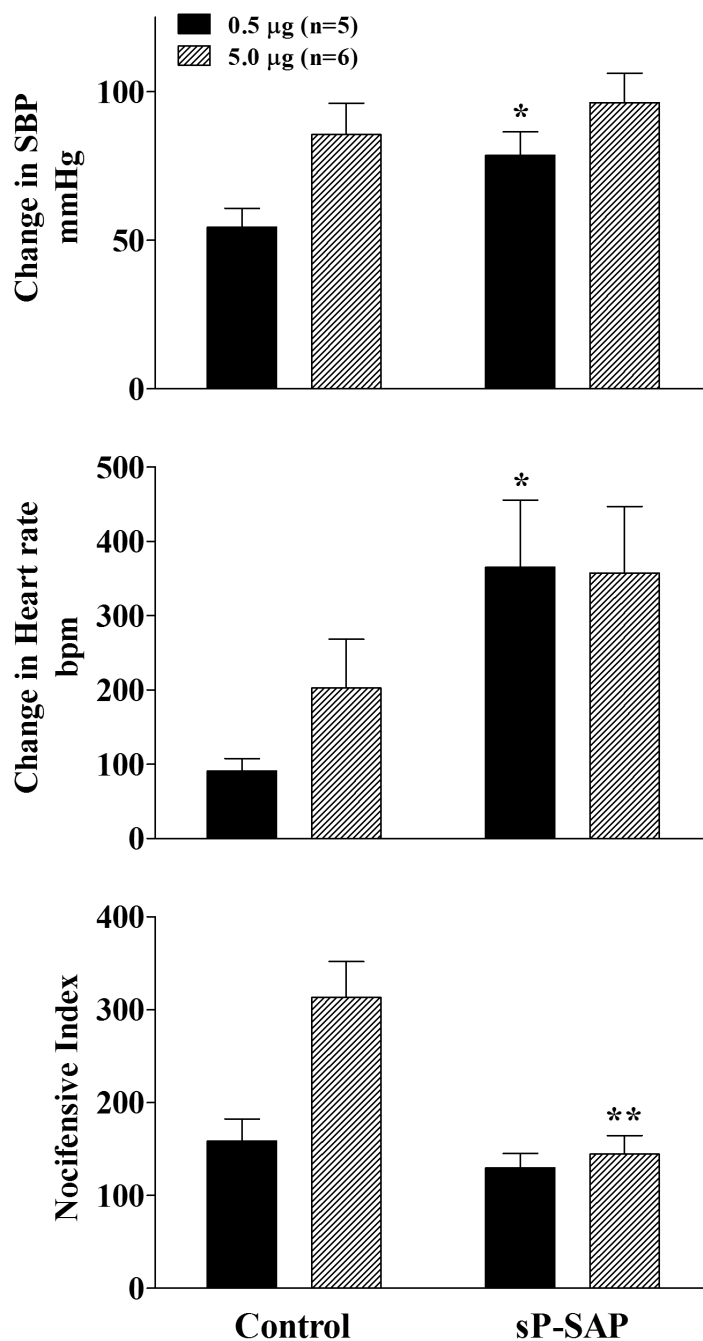 0.5 μg (n=5)
5.0 μg (n=6)
Change in SBP
mmHg
100
50
0
*
Change in Heart rate
bpm
500
400
300
200
100
0
*
Nocifensive Index
400
300
200
100
0
**
Control
sP-SAP